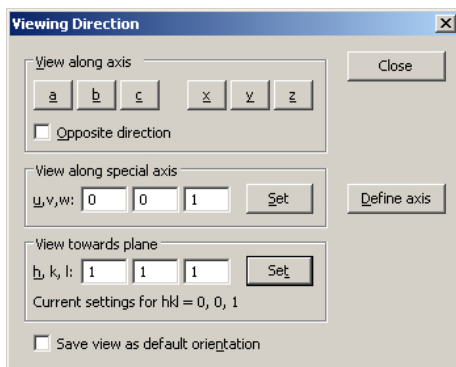 Viewing Direction
View along axis
a b c x y z
Close
Opposite direction
View along special axis
u,v,w: 0 0 1 Set
Define axis
View towards plane
h, k, l: 1 1 1 Set
Current settings for hkl = 0, 0, 1
Save view as default orientation